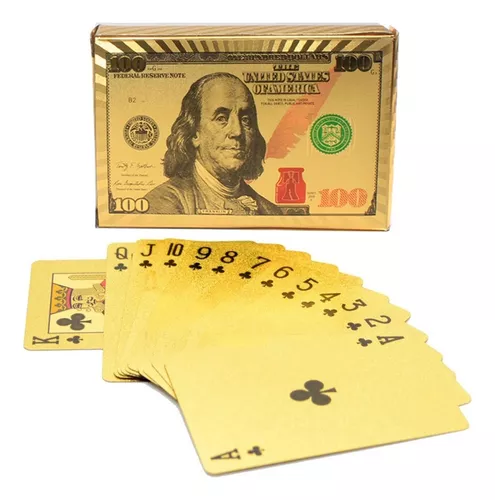 100
100
FEDERAL RESERVE NOTE
THE
UNITED STATES
OF AMERICA
B2
100
100
K
Q J 10 9 8 7 6 5 4 3 2 A
A